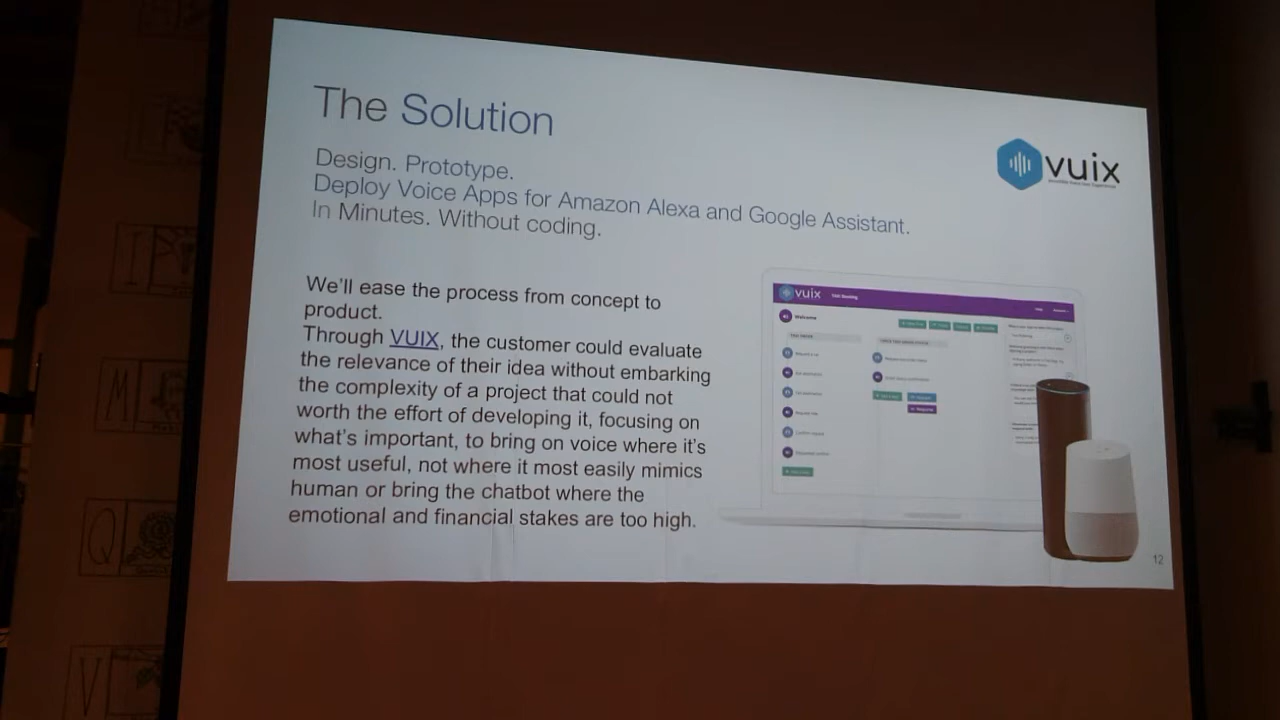 The Solution
vuix
Design. Prototype.
Deploy Voice Apps for Amazon Alexa and Google Assistant.
In Minutes. Without coding.
We'll ease the process from concept to
product.
Through VUIX, the customer could evaluate
the relevance of their idea without embarking
the complexity of a project that could not
worth the effort of developing it, focusing on
what's important, to bring on voice where it's
most useful, not where it most easily mimics
human or bring the chatbot where the
emotional and financial stakes are too high.
vuix
Welcome
12
I
M
Q
V